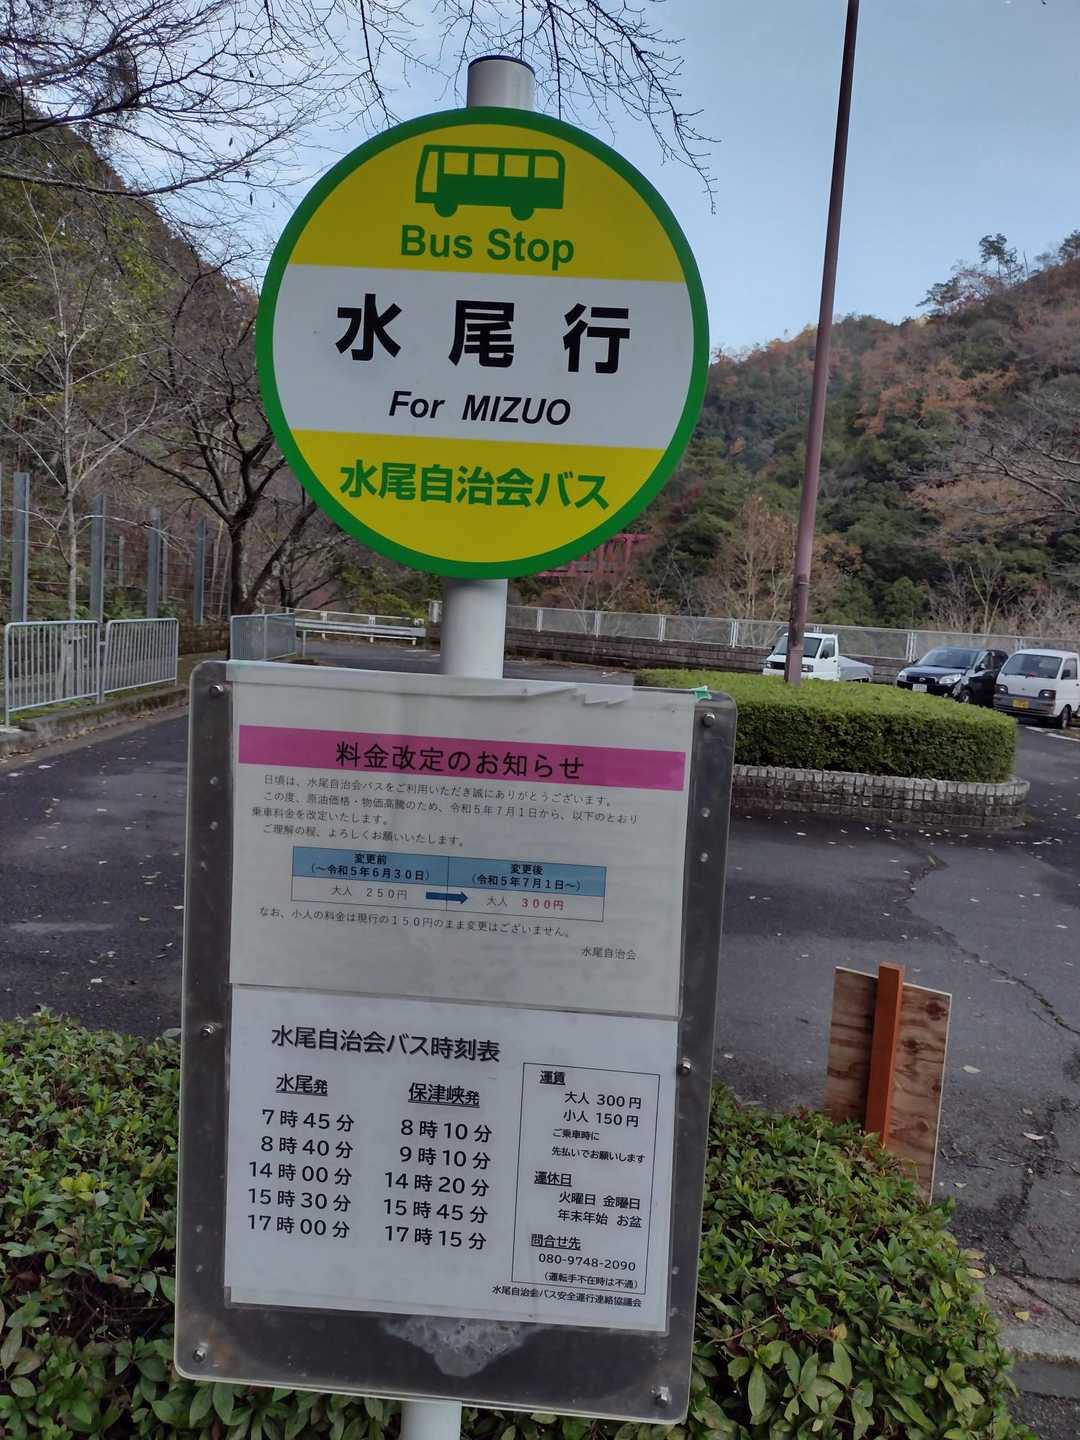 Bus Stop
水尾行
For MIZUO
水尾自治会バス
料金改定のお知らせ
日頃は、水尾自治会バスをご利用いただき誠にありがとうございます。
この度、原油価格・物価高騰のため、令和5年7月1日から、以下のとおり
乗車料金を改定いたします。
ご理解の程、よろしくお願いいたします。
変更前 変更後
(～令和5年6月30日) (令和5年7月1日～)
大人 250円 大人 300円
なお、小人の料金は現行の150円のまま変更はございません。
水尾自治会
水尾自治会バス時刻表
水尾発
7時45分
8時40分
14時00分
15時30分
17時00分
保津峡発
8時10分
9時10分
14時20分
15時45分
17時15分
運賃
大人 300円
小人 150円
ご乗車時に
先払いでお願いします
運休日
火曜日 金曜日
年末年始 お盆
問合せ先
080-9748-2090
(運転手不在時は不通)
水尾自治会バス安全運行連絡協議会